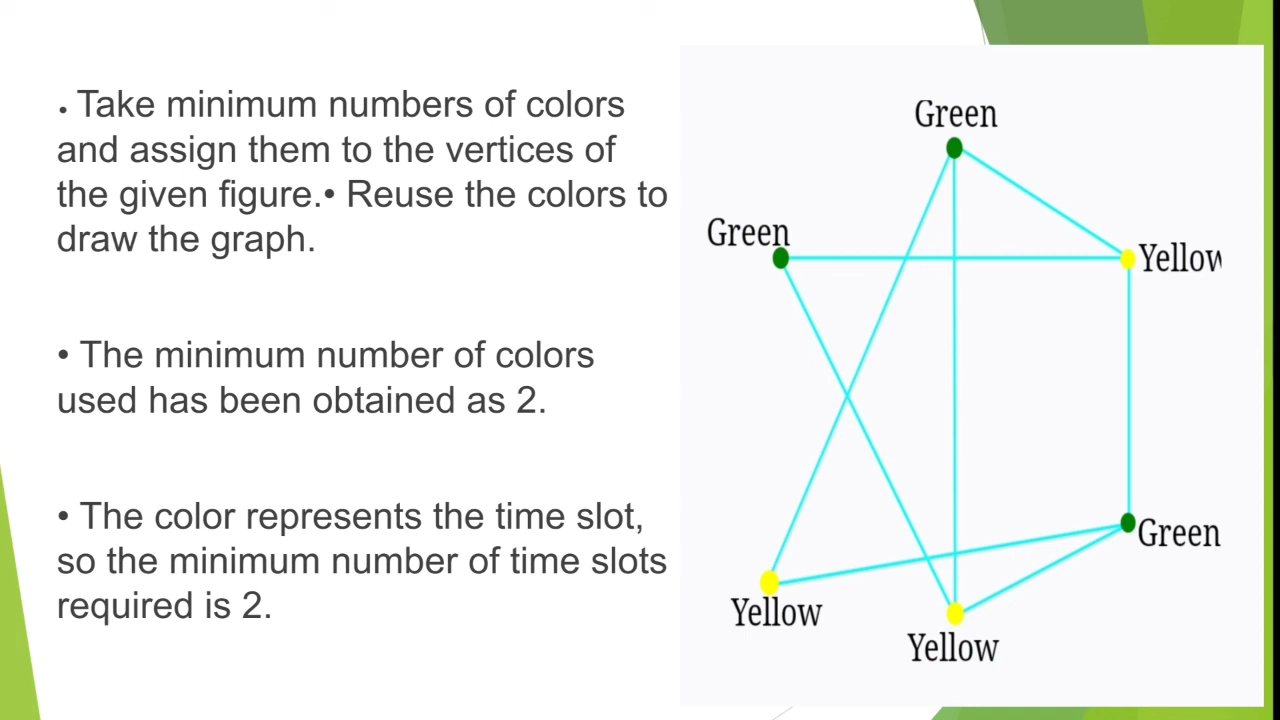 • Take minimum numbers of colors
and assign them to the vertices of
the given figure.• Reuse the colors to
draw the graph.
• The minimum number of colors
used has been obtained as 2.
• The color represents the time slot,
so the minimum number of time slots
required is 2.
Green
Green
Yellow
Green
Yellow
Yellow